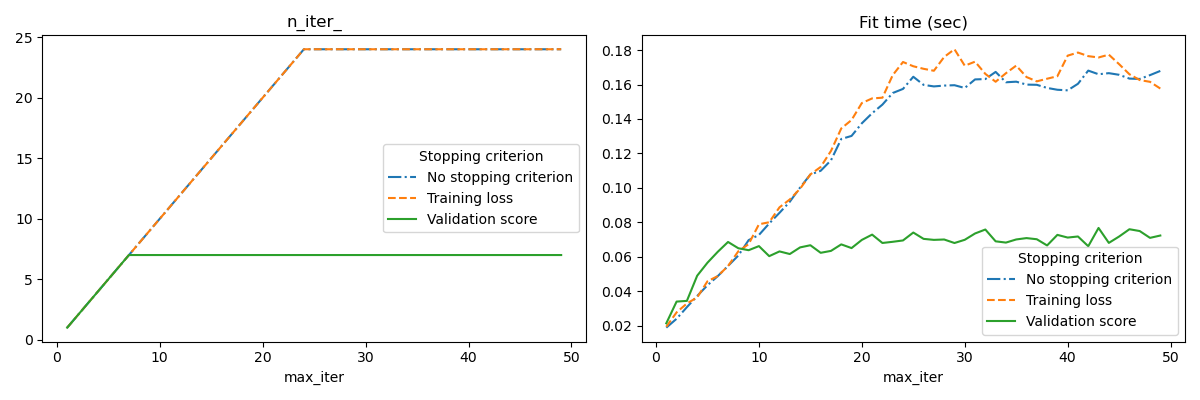 n_iter_
25
20
15
10
5
0
Stopping criterion
No stopping criterion
Training loss
Validation score
0 10 20 30 40 50
max_iter
Fit time (sec)
0.18
0.16
0.14
0.12
0.10
0.08
0.06
0.04
0.02
Stopping criterion
No stopping criterion
Training loss
Validation score
0 10 20 30 40 50
max_iter